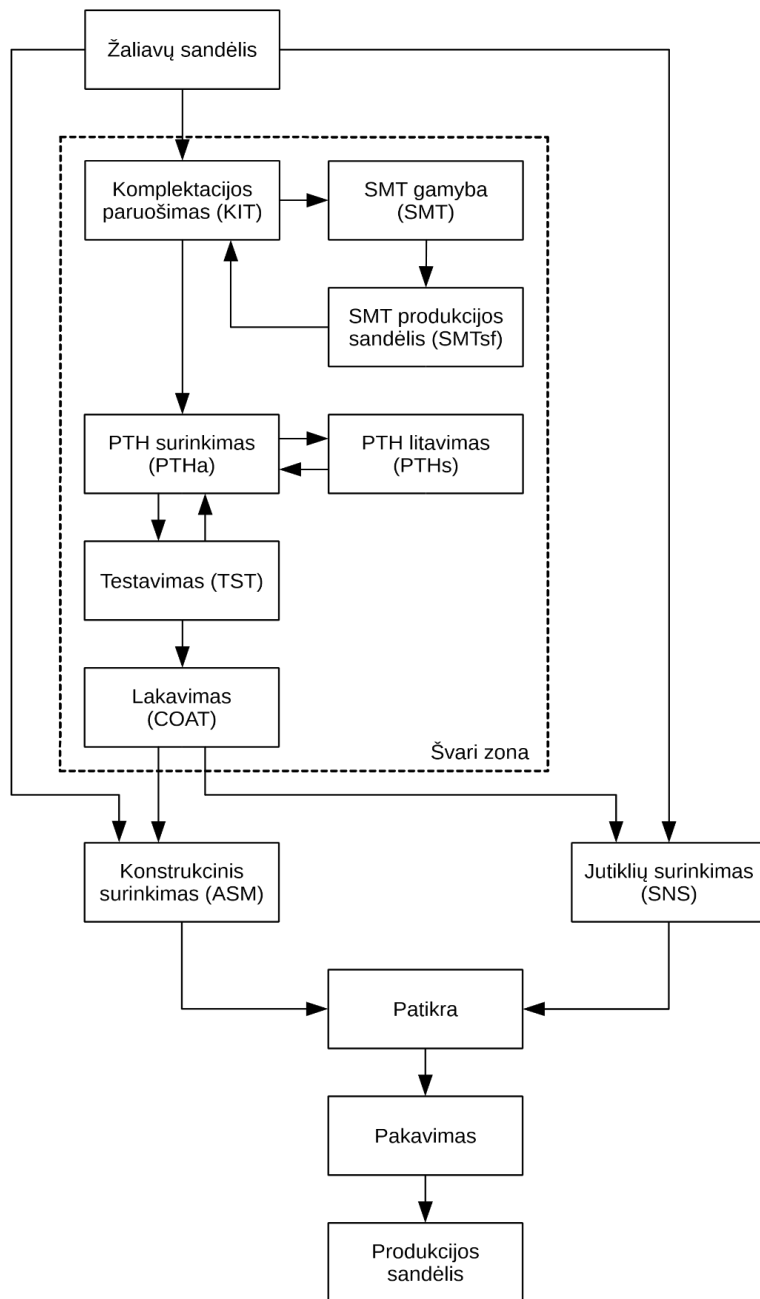 Žaliavų sandėlis
Komplektacijos
paruošimas (KIT)
SMT gamyba
(SMT)
SMT produkcijos
sandėlis (SMTsf)
PTH surinkimas
(PTHa)
PTH litavimas
(PTHs)
Testavimas (TST)
Lakavimas
(COAT)
Švari zona
Konstrukcinis
surinkimas (ASM)
Jutiklių surinkimas
(SNS)
Patikra
Pakavimas
Produkcijos
sandėlis